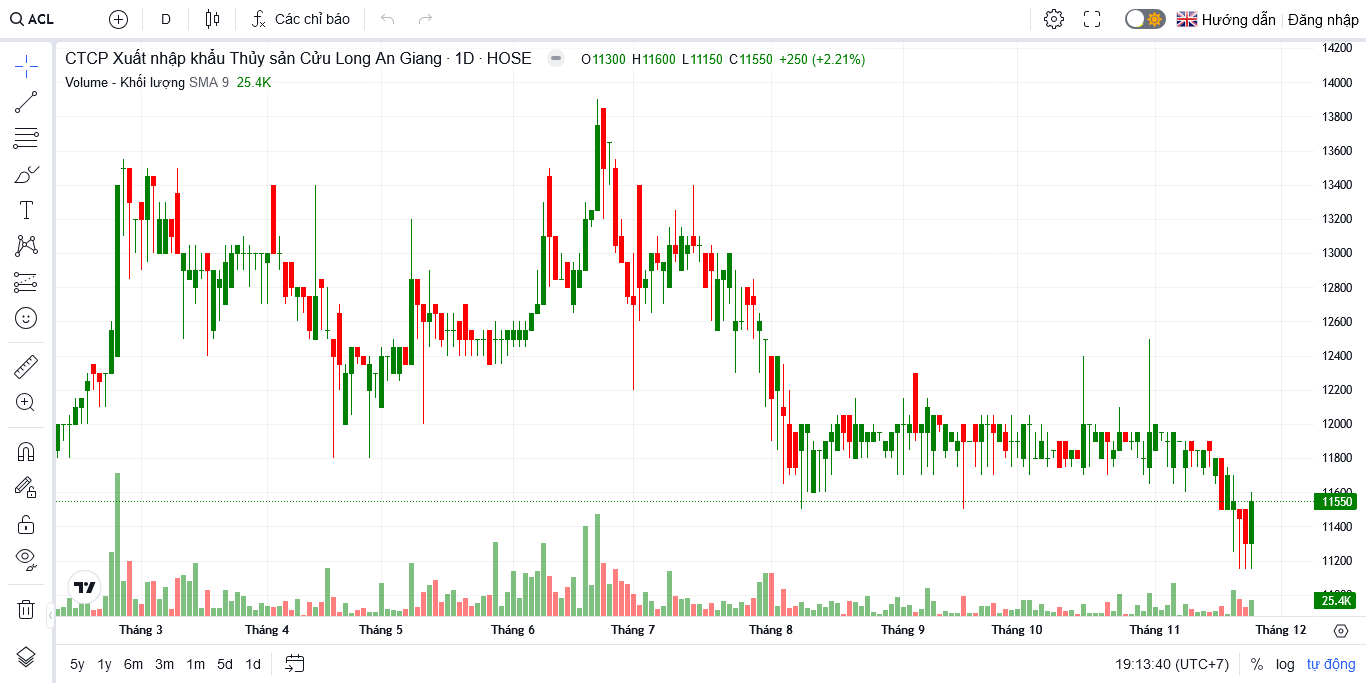 ACL D Các chỉ báo Hướng dẫn Đăng nhập
CTCP Xuất nhập khẩu Thủy sản Cửu Long An Giang · 1D · HOSE O11300 H11600 L11150 C11550 +250 (+2.21%)
Volume - Khối lượng SMA 9 25.4K
14200
14000
13800
13600
13400
13200
13000
12800
12600
12400
12200
12000
11800
11600
11550
11400
11200
25.4K
Tháng 3 Tháng 4 Tháng 5 Tháng 6 Tháng 7 Tháng 8 Tháng 9 Tháng 10 Tháng 11 Tháng 12
5y 1y 6m 3m 1m 5d 1d 19:13:40 (UTC+7) % log tự động